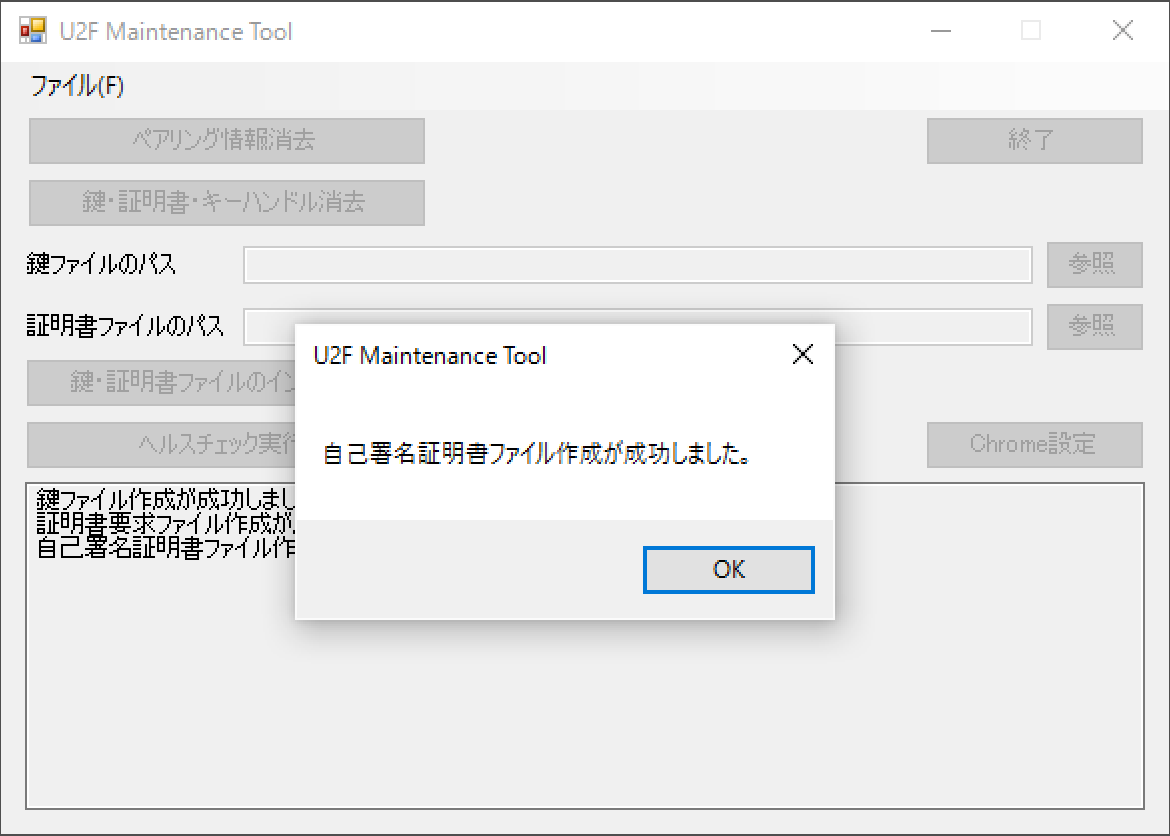 U2F Maintenance Tool
ファイル(F)
ペアリング情報消去
終了
鍵・証明書・キーハンドル消去
鍵ファイルのパス
参照
証明書ファイルのパス
参照
鍵・証明書ファイルのイン
ヘルスチェック実行
Chrome設定
鍵ファイル作成が成功しまし
証明書要求ファイル作成が
自己署名証明書ファイル作
U2F Maintenance Tool
自己署名証明書ファイル作成が成功しました。
OK